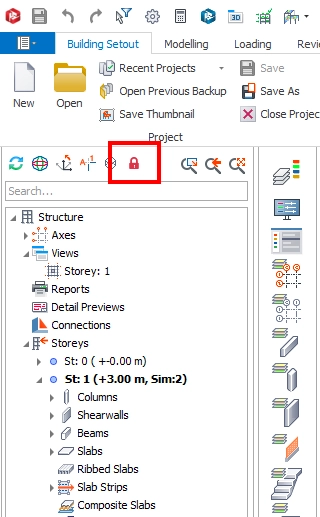 3D
Building Setout Modelling Loading Revi
New
Open
Recent Projects
Open Previous Backup
Save Thumbnail
Save
Save As
Close Projec
Project
Search...
Structure
Axes
Views
Storey: 1
Reports
Detail Previews
Connections
Storeys
St: 0 ( +-0.00 m)
St: 1 (+3.00 m, Sim:2)
Columns
Shearwalls
Beams
Slabs
Ribbed Slabs
Slab Strips
Composite Slabs